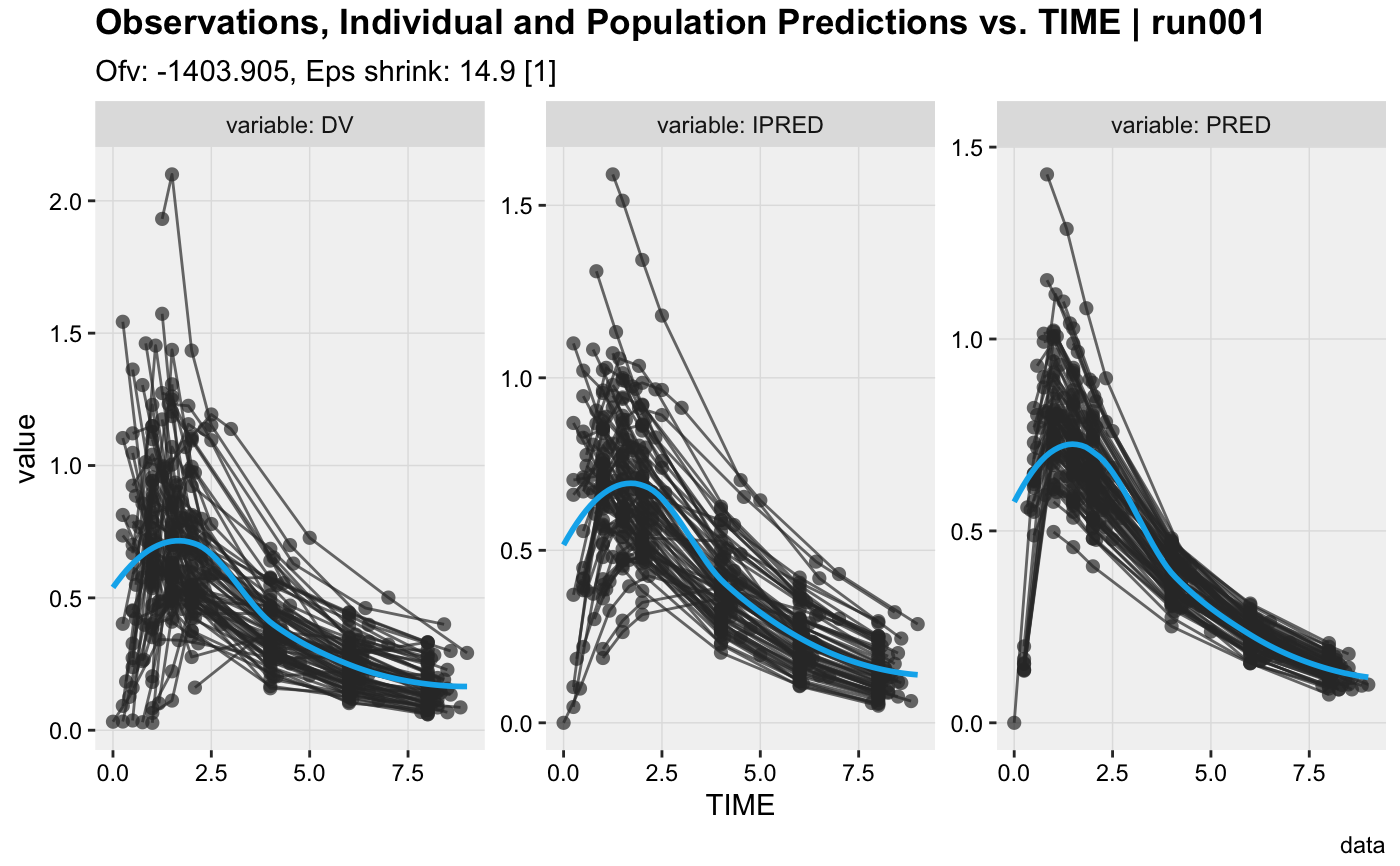 Observations, Individual and Population Predictions vs. TIME | run001
Ofv: -1403.905, Eps shrink: 14.9 [1]
variable: DV
variable: IPRED
variable: PRED
value
2.0
1.5
1.0
0.5
0.0
1.5
1.0
0.5
0.0
1.5
1.0
0.5
0.0
0.0 2.5 5.0 7.5
0.0 2.5 5.0 7.5
0.0 2.5 5.0 7.5
TIME
data